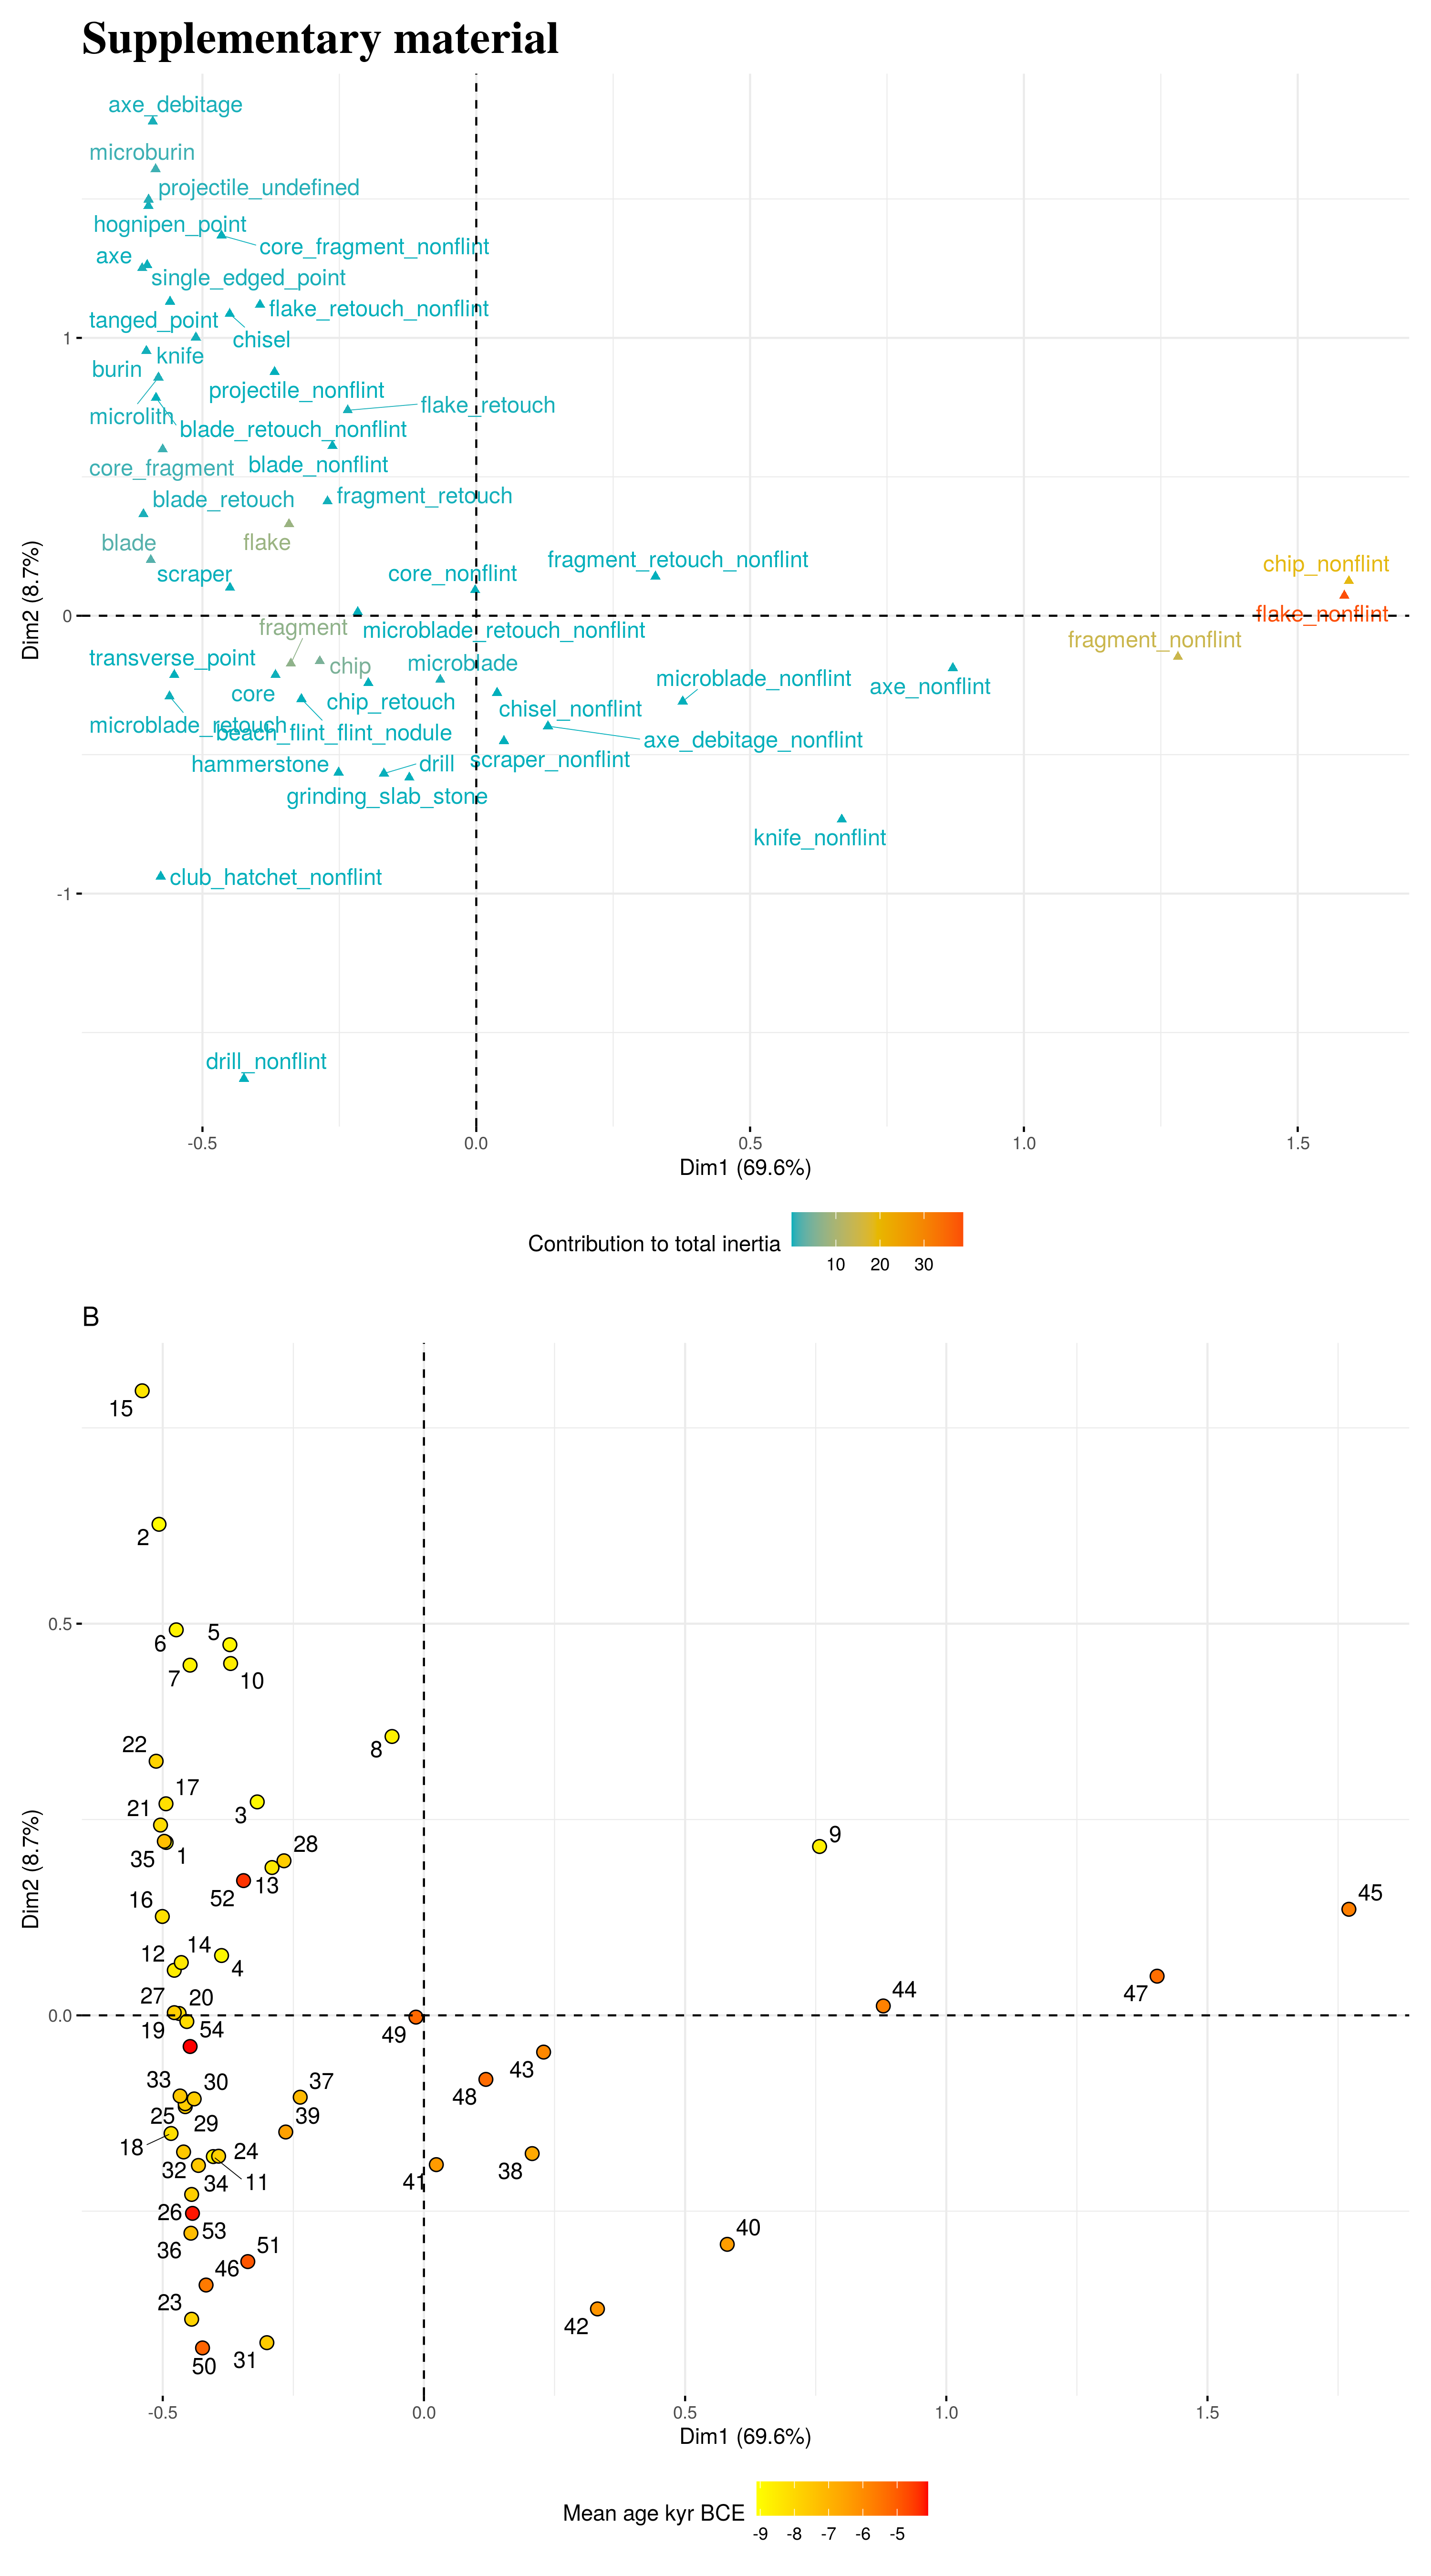 Supplementary material
axe_debitage
microburin
projectile_undefined
hognipen_point
core_fragment_nonflint
axe
single_edged_point
flake_retouch_nonflint
tanged_point
chisel
1
knife
burin
projectile_nonflint
flake_retouch
microlith
blade_retouch_nonflint
blade_nonflint
core_fragment
fragment_retouch
blade_retouch
blade
flake
fragment_retouch_nonflint
chip_nonflint
scraper
core_nonflint
0
flake_nonflint
fragment
microblade_retouch_nonflint
fragment_nonflint
transverse_point
chip
microblade
microblade_nonflint
axe_nonflint
core
chip_retouch
chisel_nonflint
microblade_retouch
beach_flint_flint_nodule
axe_debitage_nonflint
hammerstone
drill
scraper_nonflint
grinding_slab_stone
knife_nonflint
club_hatchet_nonflint
-1
drill_nonflint
Dim2 (8.7%)
-0.5 0.0 0.5 1.0 1.5
Dim1 (69.6%)
Contribution to total inertia
10 20 30
B
15
2
0.5
6
5
7
10
8
22
17
21
3
35
1
28
13
52
9
45
16
12
14
4
47
44
27
20
0.0
19
54
49
43
48
33
30
37
25
29
39
18
32
24
34
11
41
38
26
53
36
51
46
40
23
42
50
31
Dim2 (8.7%)
-0.5 0.0 0.5 1.0 1.5
Dim1 (69.6%)
Mean age kyr BCE
-9 -8 -7 -6 -5